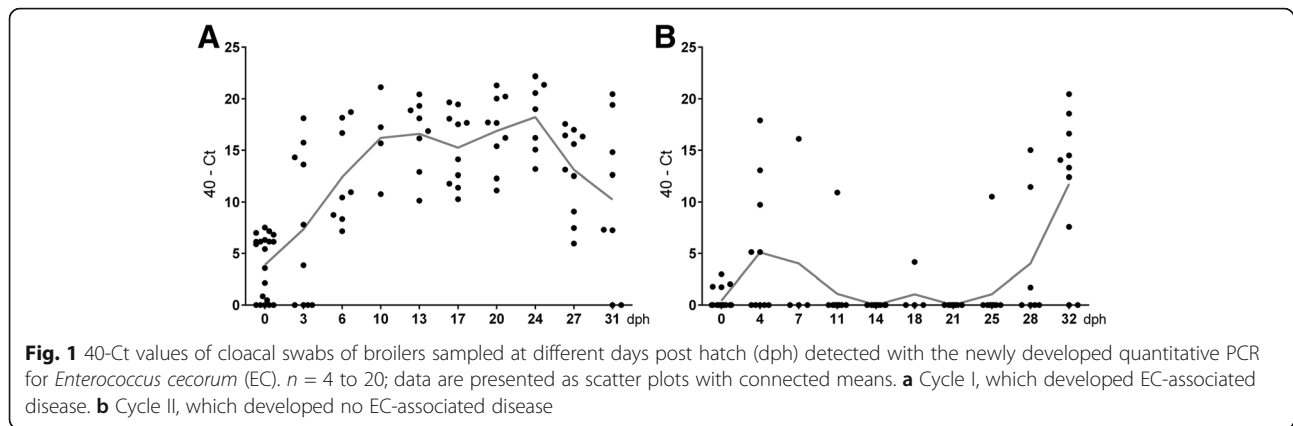 A
25
20
15
10
5
0
40 - Ct
0 3 6 10 13 17 20 24 27 31 dph
B
25
20
15
10
5
0
40 - Ct
0 4 7 11 14 18 21 25 28 32 dph
Fig. 1 40-Ct values of cloacal swabs of broilers sampled at different days post hatch (dph) detected with the newly developed quantitative PCR
for Enterococcus cecorum (EC). n = 4 to 20; data are presented as scatter plots with connected means. a Cycle I, which developed EC-associated
disease. b Cycle II, which developed no EC-associated disease